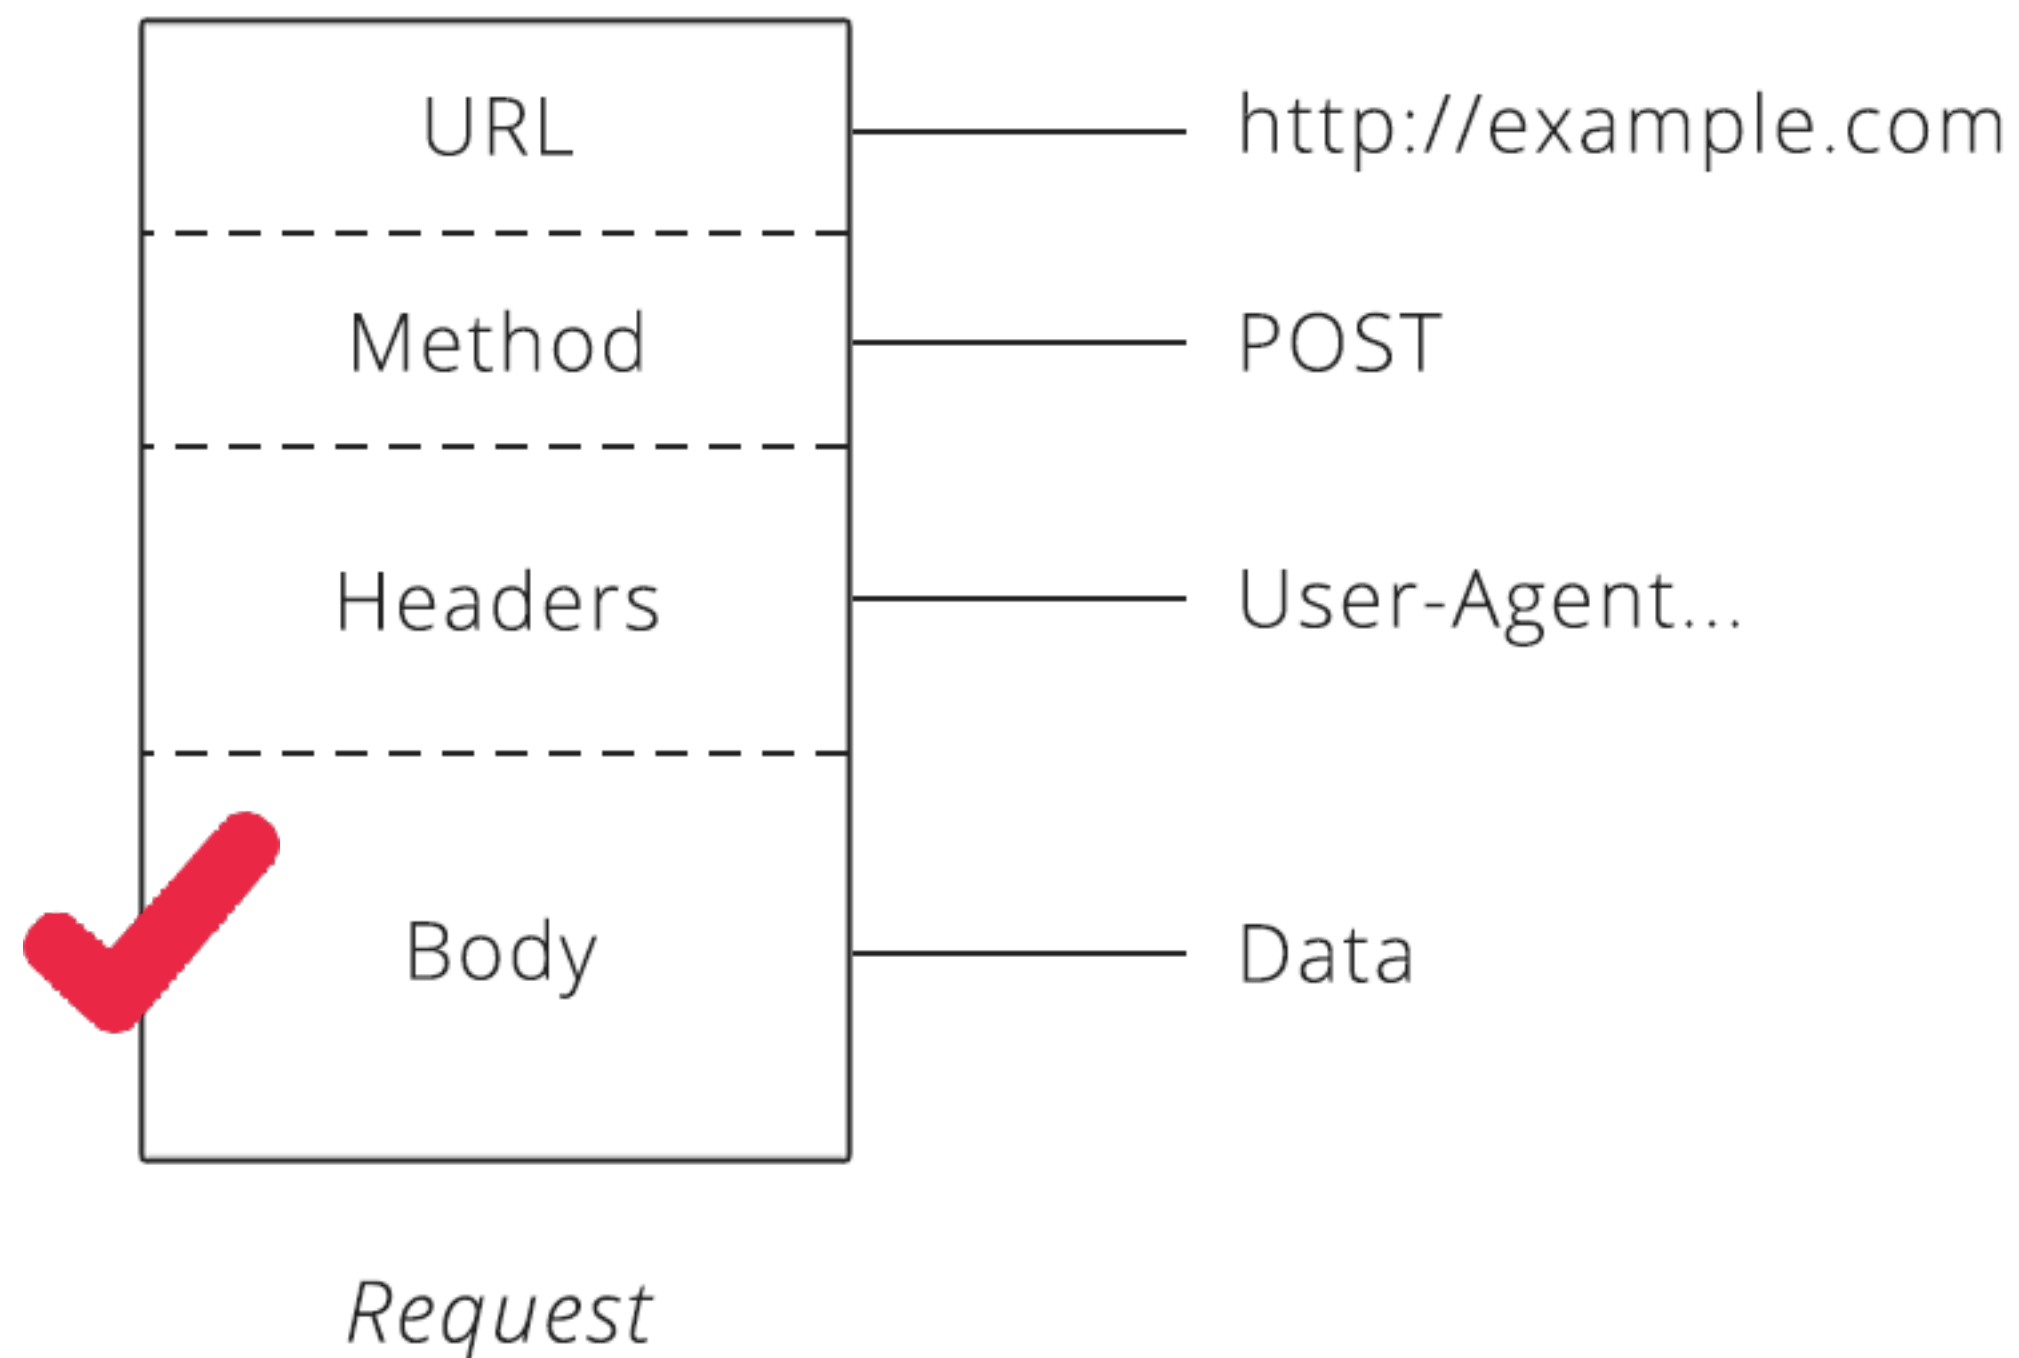 URL http://example.com
Method POST
Headers User-Agent...
Body Data
Request